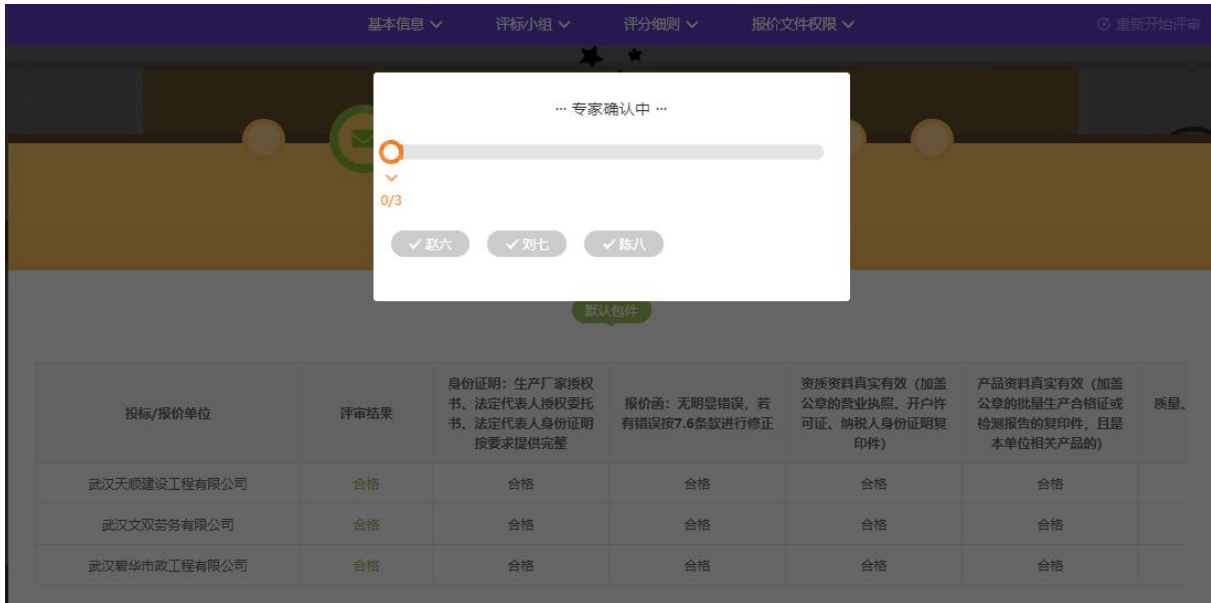 基本信息 评标小组 评分细则 报价文件权限 重新开始评审
··· 专家确认中 ···
0/3
赵六 刘七 陈八
默认包件
投标/报价单位
评审结果
身份证明：生产厂家授权
书、法定代表人授权委托
书、法定代表人身份证明
按要求提供完整
报价函：无明显错误，若
有错误按7.6条款进行修正
资质资料真实有效（加盖
公章的营业执照、开户许
可证、纳税人身份证明复
印件)
产品资料真实有效（加盖
公章的批量生产合格证或
检测报告的复印件，且是
本单位相关产品的)
质量、
武汉天顺建设工程有限公司 合格 合格 合格 合格 合格
武汉文双劳务有限公司 合格 合格 合格 合格 合格
武汉碧华市政工程有限公司 合格 合格 合格 合格 合格